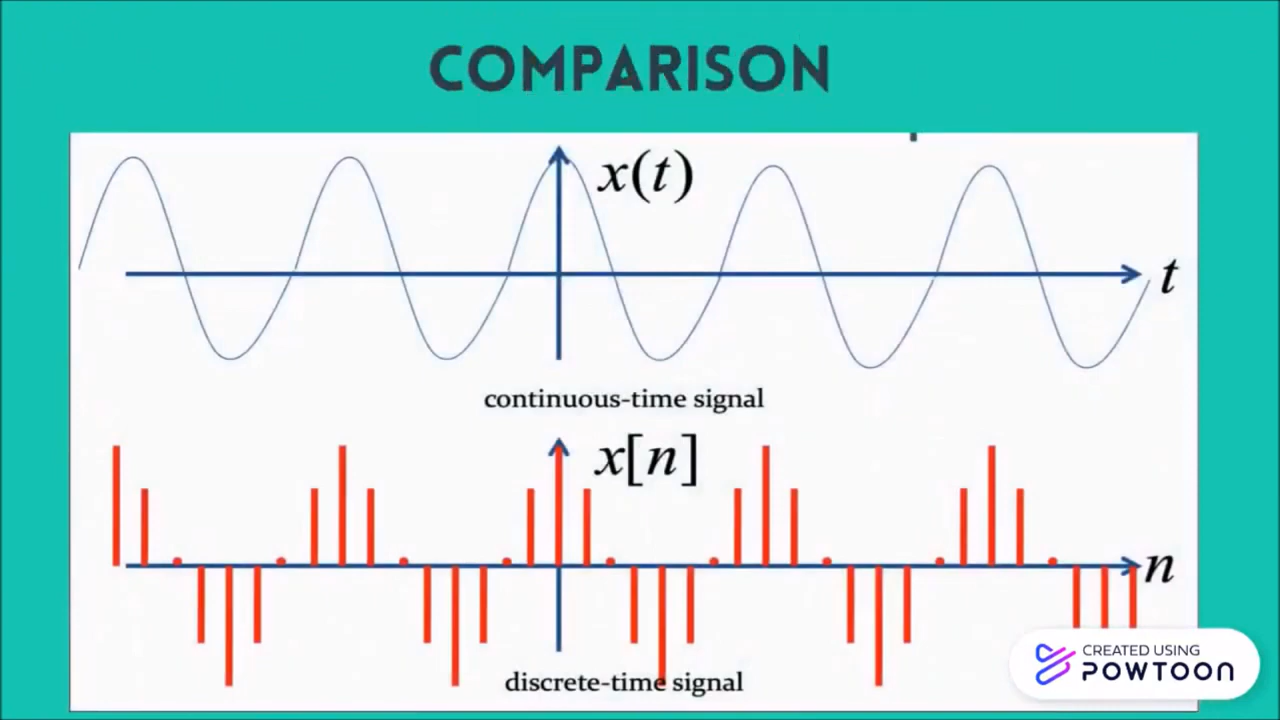 COMPARISON
x(t)
t
continuous-time signal
x[n]
n
discrete-time signal
CREATED USING
POWTOON